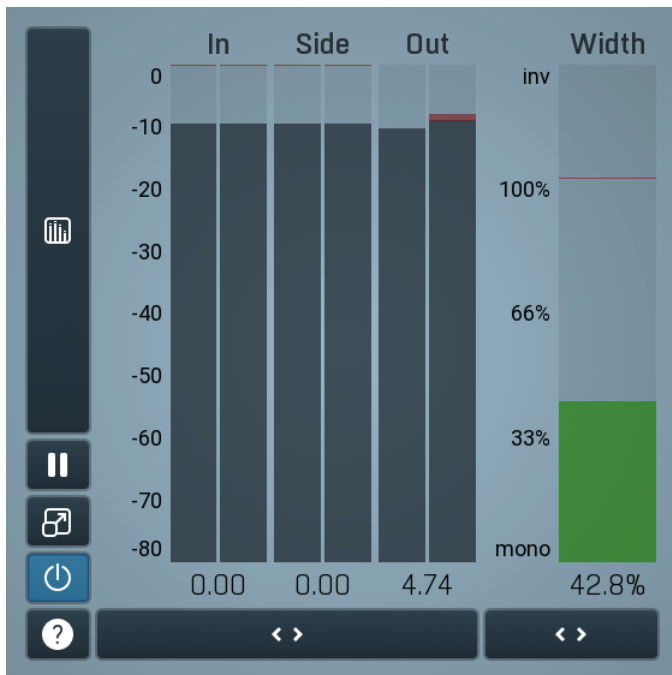 In Side Out Width
0 inv
-10
-20 100%
-30
-40 66%
-50
-60 33%
-70
-80 mono
0.00 0.00 4.74 42.8%
? < > < >